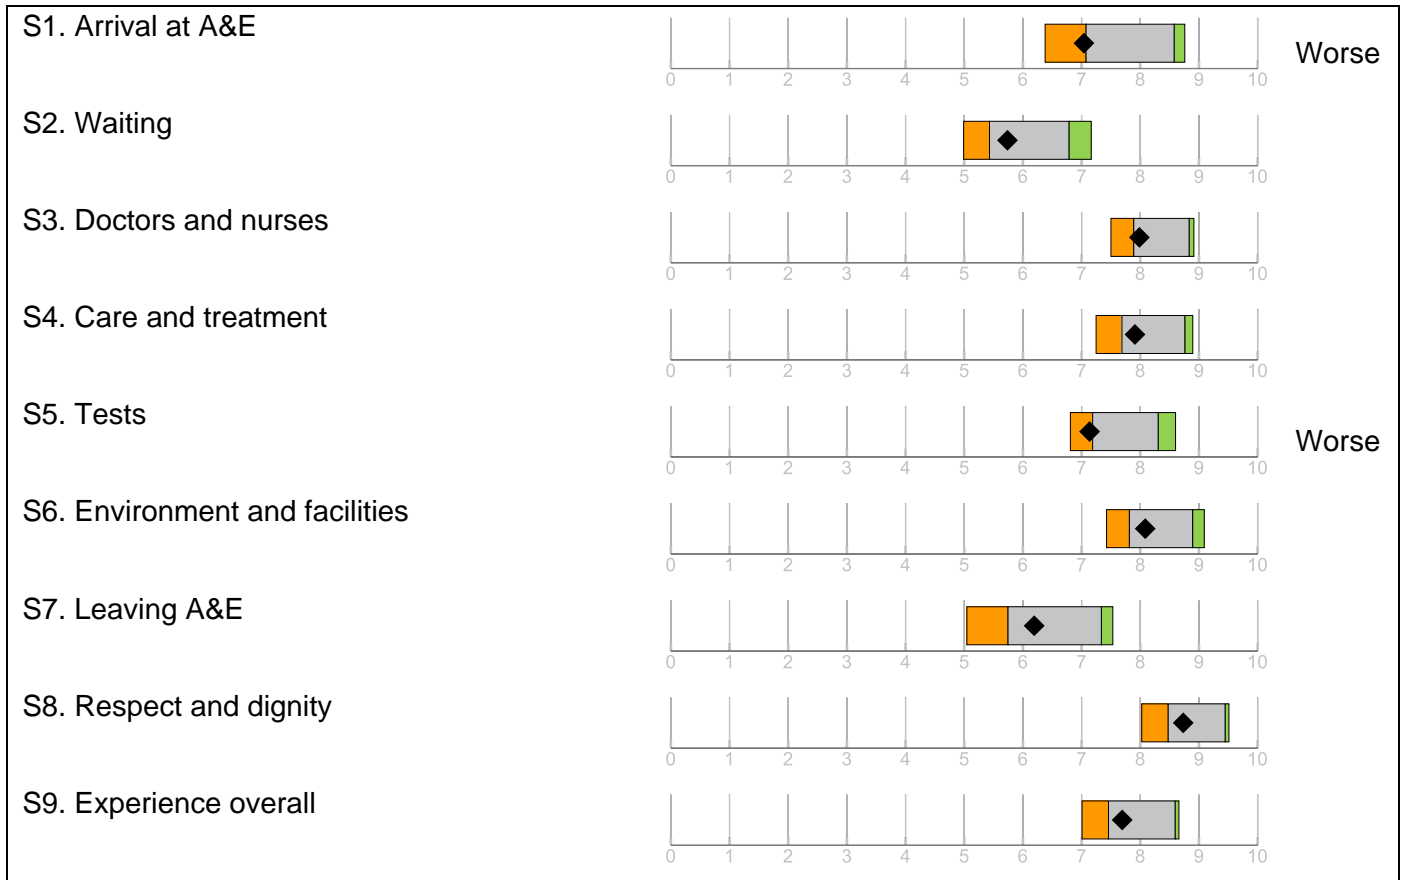 S1. Arrival at A&E
Worse
0 1 2 3 4 5 6 7 8 9 10
S2. Waiting
0 1 2 3 4 5 6 7 8 9 10
S3. Doctors and nurses
0 1 2 3 4 5 6 7 8 9 10
S4. Care and treatment
0 1 2 3 4 5 6 7 8 9 10
S5. Tests
Worse
0 1 2 3 4 5 6 7 8 9 10
S6. Environment and facilities
0 1 2 3 4 5 6 7 8 9 10
S7. Leaving A&E
0 1 2 3 4 5 6 7 8 9 10
S8. Respect and dignity
0 1 2 3 4 5 6 7 8 9 10
S9. Experience overall
0 1 2 3 4 5 6 7 8 9 10